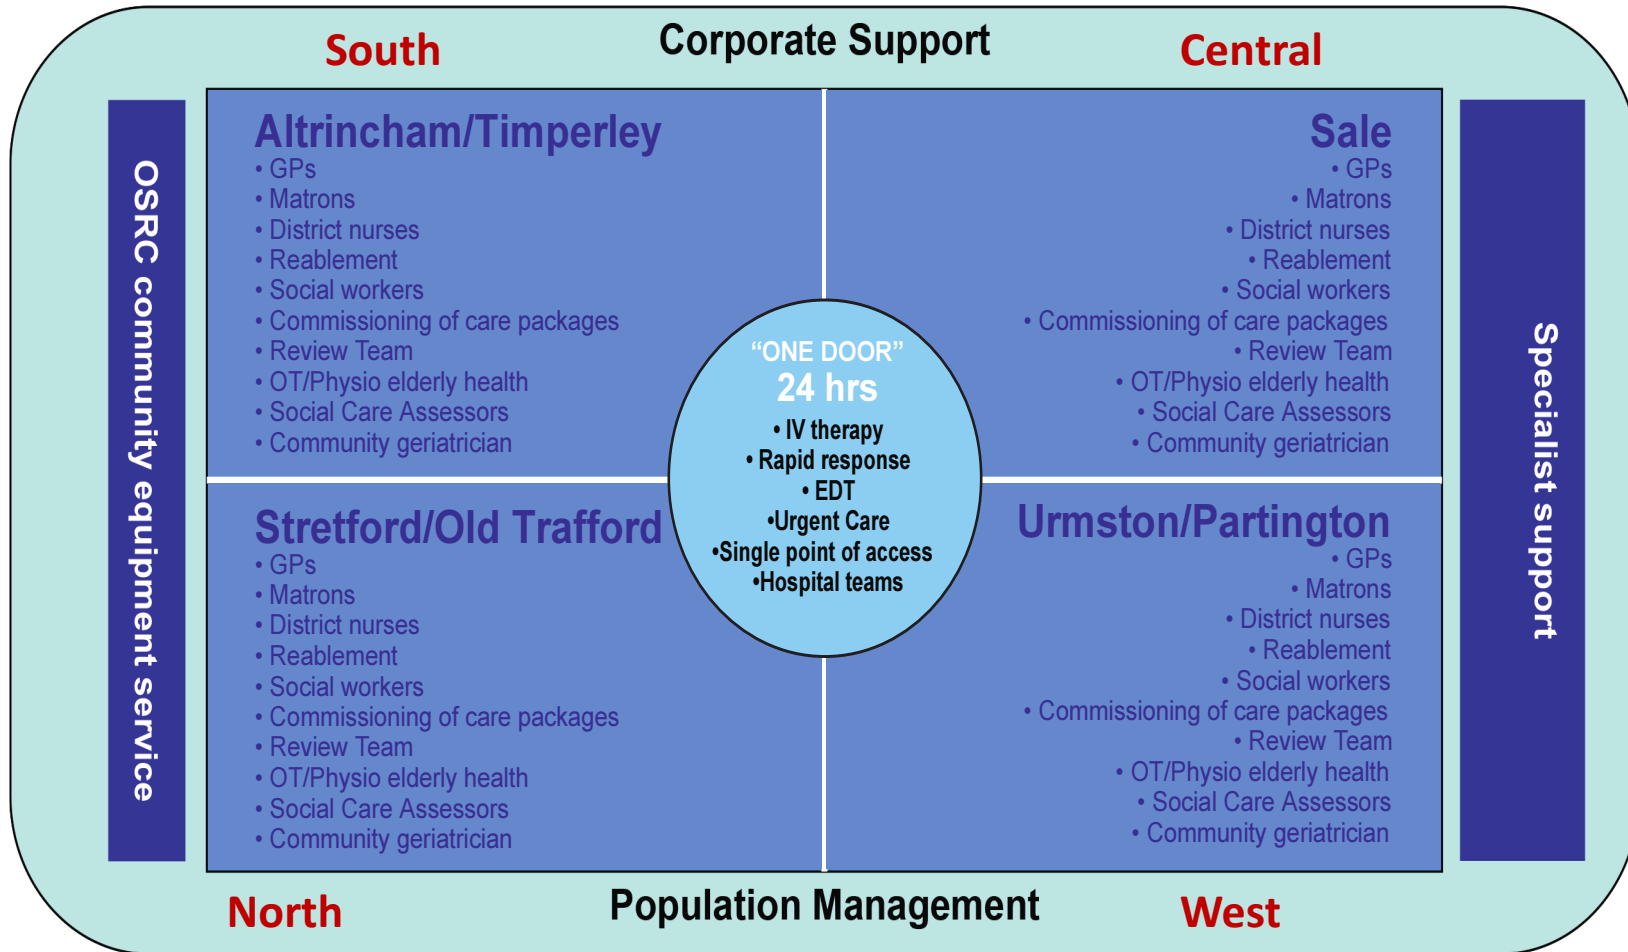 South
Corporate Support
Central
OSRC community equipment service
Altrincham/Timperley
• GPs
• Matrons
• District nurses
• Reablement
• Social workers
• Commissioning of care packages
• Review Team
• OT/Physio elderly health
• Social Care Assessors
• Community geriatrician
Sale
• GPs
• Matrons
• District nurses
• Reablement
• Social workers
• Commissioning of care packages
• Review Team
• OT/Physio elderly health
• Social Care Assessors
• Community geriatrician
“ONE DOOR”
24 hrs
• IV therapy
• Rapid response
• EDT
•Urgent Care
•Single point of access
•Hospital teams
Stretford/Old Trafford
• GPs
• Matrons
• District nurses
• Reablement
• Social workers
• Commissioning of care packages
• Review Team
• OT/Physio elderly health
• Social Care Assessors
• Community geriatrician
Urmston/Partington
• GPs
• Matrons
• District nurses
• Reablement
• Social workers
• Commissioning of care packages
• Review Team
• OT/Physio elderly health
• Social Care Assessors
• Community geriatrician
Specialist support
North
Population Management
West